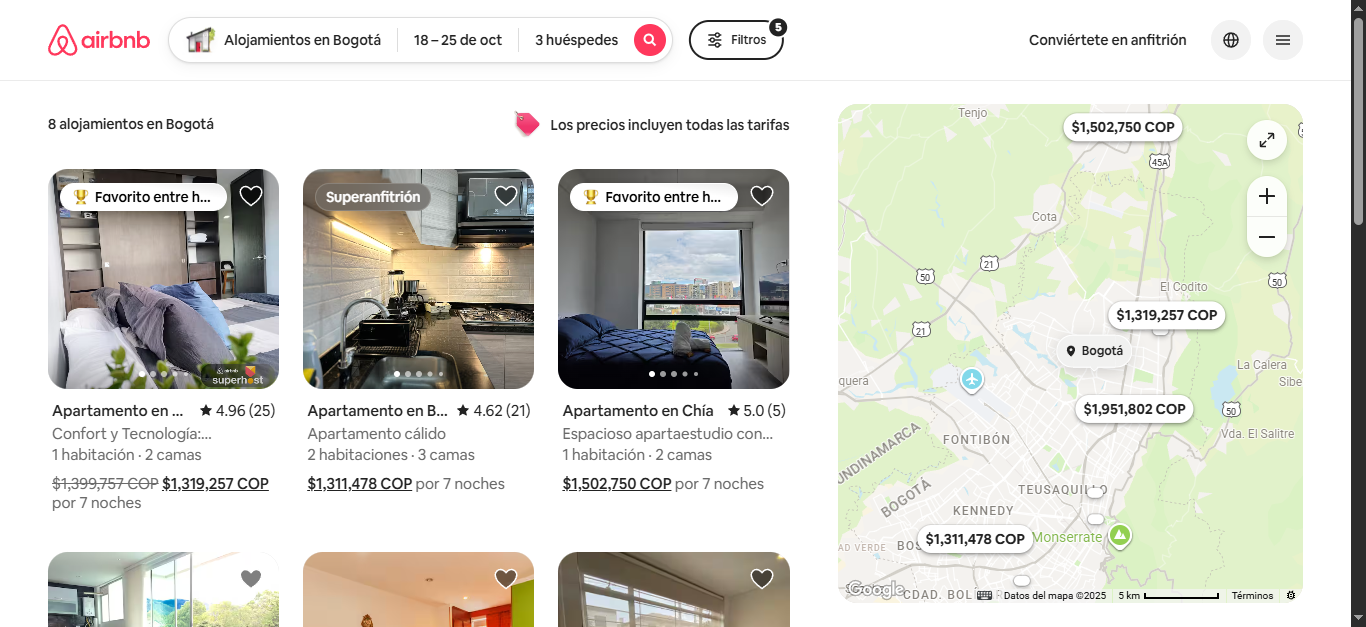 airbnb
Alojamientos en Bogotá
18 – 25 de oct
3 huéspedes
Filtros
5
Conviértete en anfitrión
8 alojamientos en Bogotá
Los precios incluyen todas las tarifas
Favorito entre h...
airbnb
superhost
Apartamento en ...
4.96 (25)
Confort y Tecnología:...
1 habitación · 2 camas
$1,399,757 COP $1,319,257 COP
por 7 noches
Superanfitrión
Apartamento en B...
4.62 (21)
Apartamento cálido
2 habitaciones · 3 camas
$1,311,478 COP por 7 noches
Favorito entre h...
Apartamento en Chía
5.0 (5)
Espacioso apartaestudio con...
1 habitación · 2 camas
$1,502,750 COP por 7 noches
Tenjo
$1,502,750 COP
45A
Cota
21
50
El Codito
50
$1,319,257 COP
21
Bogotá
La Calera
quera
Sibe
$1,951,802 COP
50
Vda. El Salitre
FONTIBÓN
UNDINAMARCA
BOGOTÁ
TEUSAQUILLO
KENNEDY
$1,311,478 COP
Monserrate
AD VERDE
BOS
Google
CDAD. BOL
R
Datos del mapa ©2025
5 km
Términos